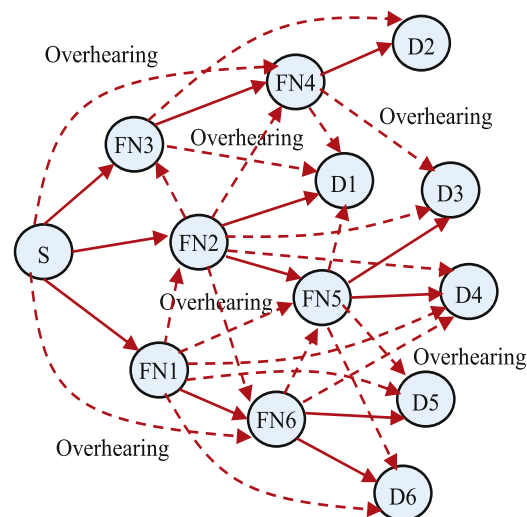 D2
Overhearing
FN4
Overhearing
FN3
Overhearing
D1
D3
FN2
S
D4
FN5
Overhearing
FN1
Overhearing
D5
FN6
Overhearing
D6